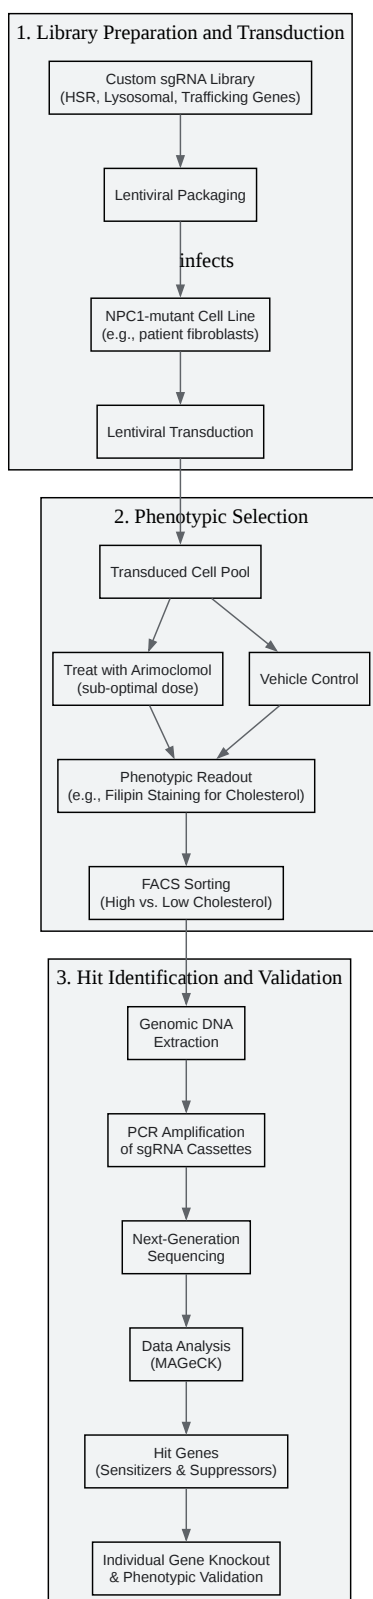 1. Library Preparation and Transduction
Custom sgRNA Library
(HSR, Lysosomal, Trafficking Genes)
Lentiviral Packaging
infects
NPC1-mutant Cell Line
(e.g., patient fibroblasts)
Lentiviral Transduction
2. Phenotypic Selection
Transduced Cell Pool
Treat with Arimoclomol
(sub-optimal dose)
Vehicle Control
Phenotypic Readout
(e.g., Filipin Staining for Cholesterol)
FACS Sorting
(High vs. Low Cholesterol)
3. Hit Identification and Validation
Genomic DNA
Extraction
PCR Amplification
of sgRNA Cassettes
Next-Generation
Sequencing
Data Analysis
(MAGeCK)
Hit Genes
(Sensitizers & Suppressors)
Individual Gene Knockout
& Phenotypic Validation